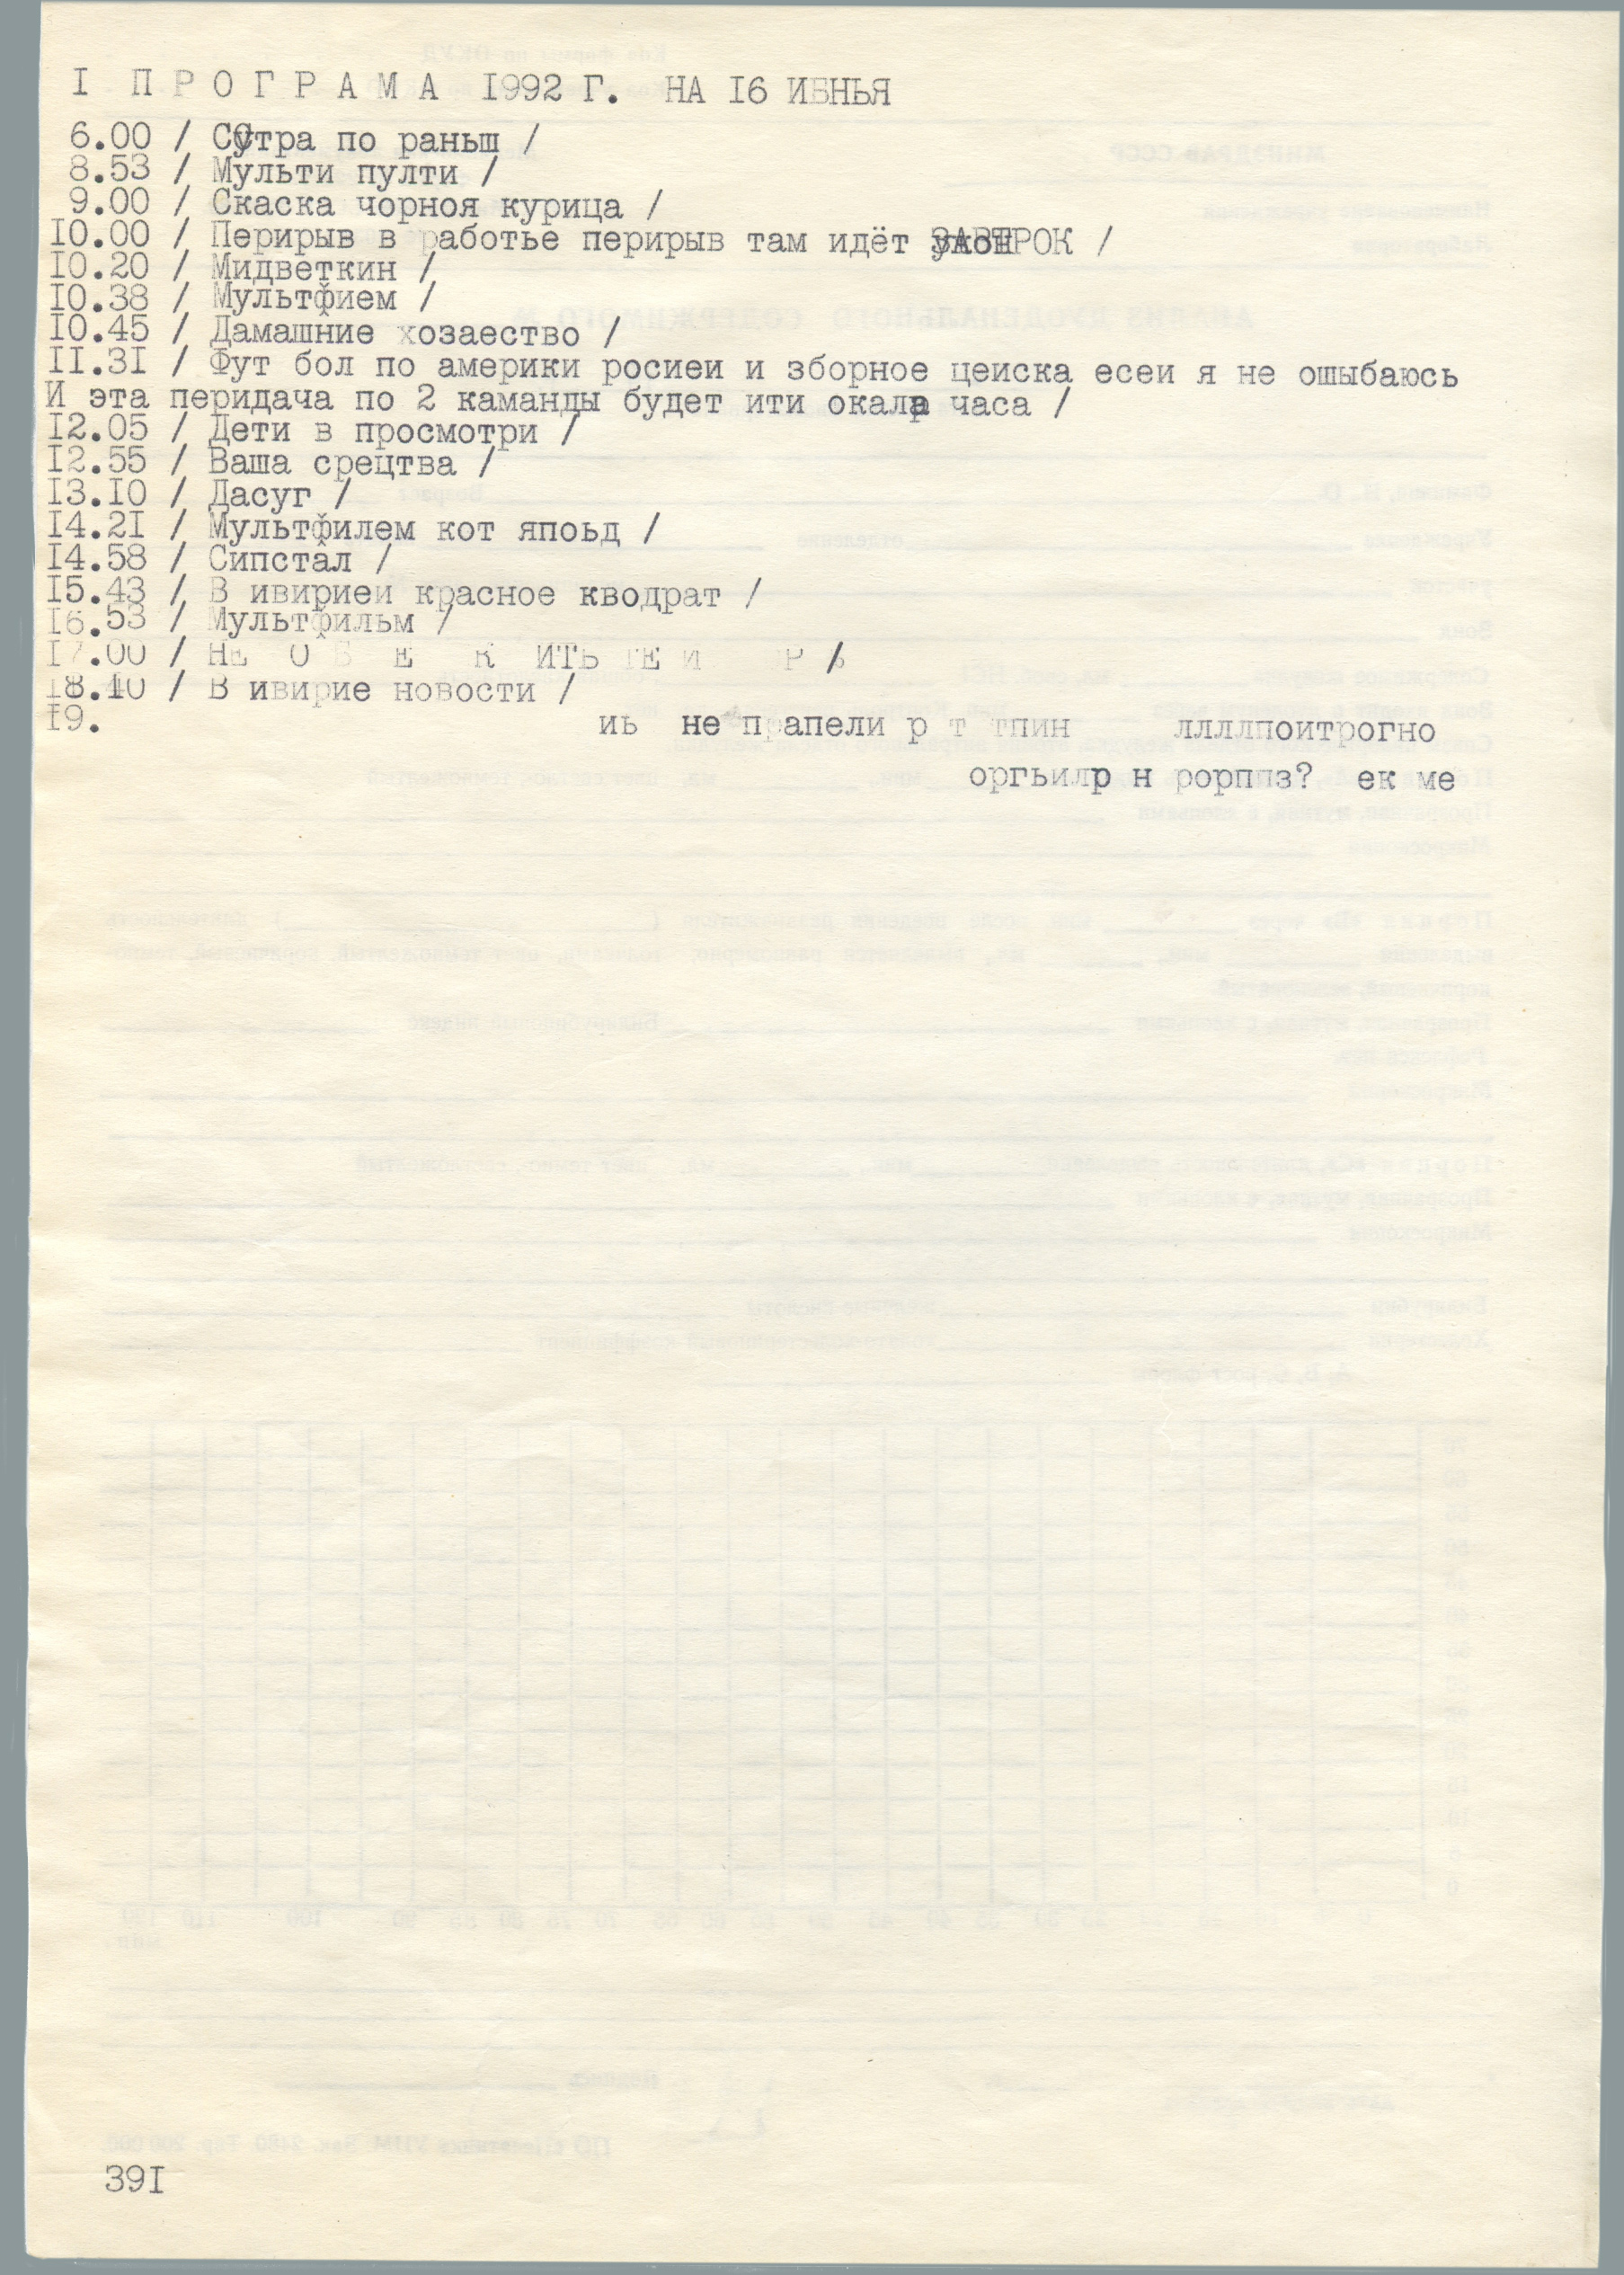 I П Р О Г Р А М А 1992 Г. НА I6 ИЕНЬЯ
6.00 / Сутра по раньш /
8.53 / Мульти пулти /
9.00 / Скаска чорноя курица /
I0.00 / Перирыв в работье перирыв там идёт ЗАВТРОК /
I0.20 / Мидветкин /
I0.38 / Мультфием /
I0.45 / Дамашние хозаество /
II.3I / Фут бол по америки росиеи и зборное цеиска есеи я не ошыбаюсь
И эта перидача по 2 каманды будет ити окала часа /
I2.05 / Дети в просмотри /
I2.55 / Ваша срецтва /
I3.I0 / Дасуг /
I4.2I / Мультфилем кот япоьд /
I4.58 / Сипстал /
I5.43 / В ивириеи красное кводрат /
I6.53 / Мультфильм /
I7.00 / НЕ
I8.40 / В ивирие новости /
I9. иь не прапели р т тпин ллллпоитрогно
оргьилр н рорппз? ек ме
39I